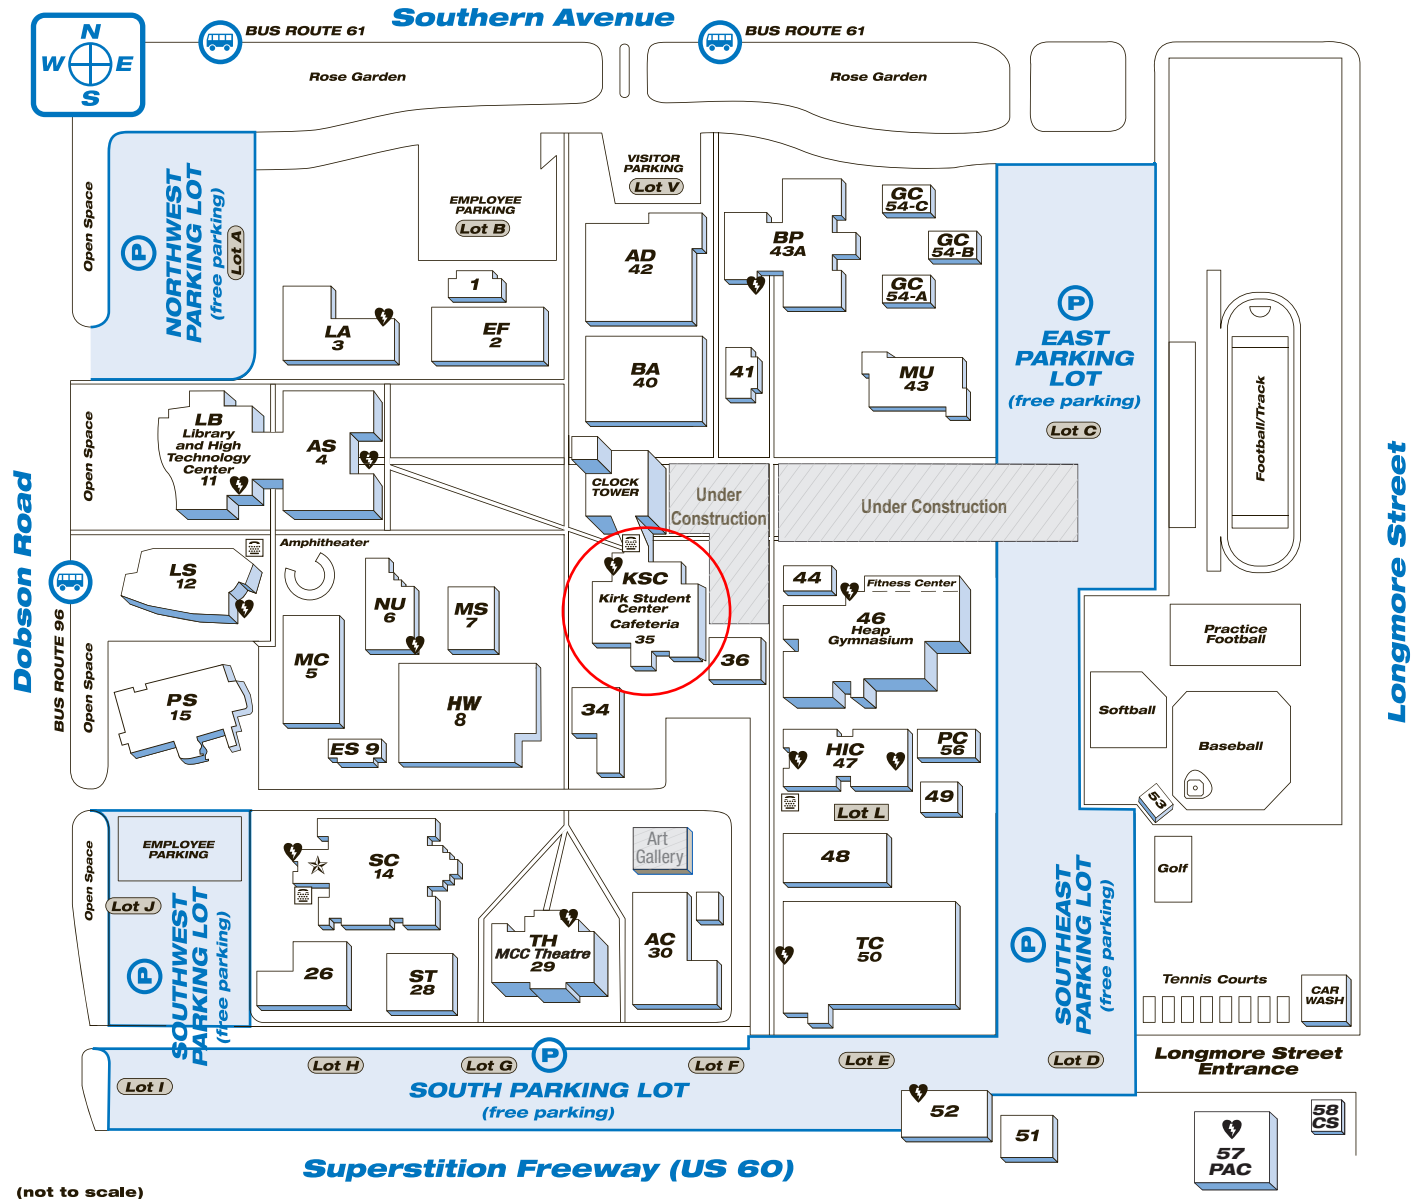 Southern Avenue
N
W E
S
BUS ROUTE 61
BUS ROUTE 61
Rose Garden
Rose Garden
Open Space
P
NORTHWEST
PARKING LOT
(free parking)
Lot A
EMPLOYEE
PARKING
Lot B
VISITOR
PARKING
Lot V
AD
42
BP
43A
GC
54-C
GC
54-B
GC
54-A
1
LA
3
EF
2
BA
40
41
MU
43
P
EAST
PARKING
LOT
(free parking)
Lot C
Football/Track
Longmore Street
Dobson Road
Open Space
LB
Library
and High
Technology
Center
11
AS
4
CLOCK
TOWER
Under
Construction
Under Construction
BUS ROUTE 96
Open Space
LS
12
Amphitheater
NU
6
MS
7
KSC
Kirk Student
Center
Cafeteria
35
36
44
Fitness Center
46
Heap
Gymnasium
Practice
Football
MC
5
PS
15
HW
8
ES 9
34
HIC
47
PC
56
49
Lot L
48
Softball
Baseball
53
Golf
Open Space
EMPLOYEE
PARKING
Lot J
P
SOUTHWEST
PARKING LOT
(free parking)
SC
14
26
ST
28
TH
MCC Theatre
29
Art
Gallery
AC
30
TC
50
P
SOUTHEAST
PARKING LOT
(free parking)
Tennis Courts
CAR
WASH
Lot I
Lot H
Lot G
P
Lot F
Lot E
Lot D
SOUTH PARKING LOT
(free parking)
Longmore Street
Entrance
52
51
57
PAC
58
CS
Superstition Freeway (US 60)
(not to scale)